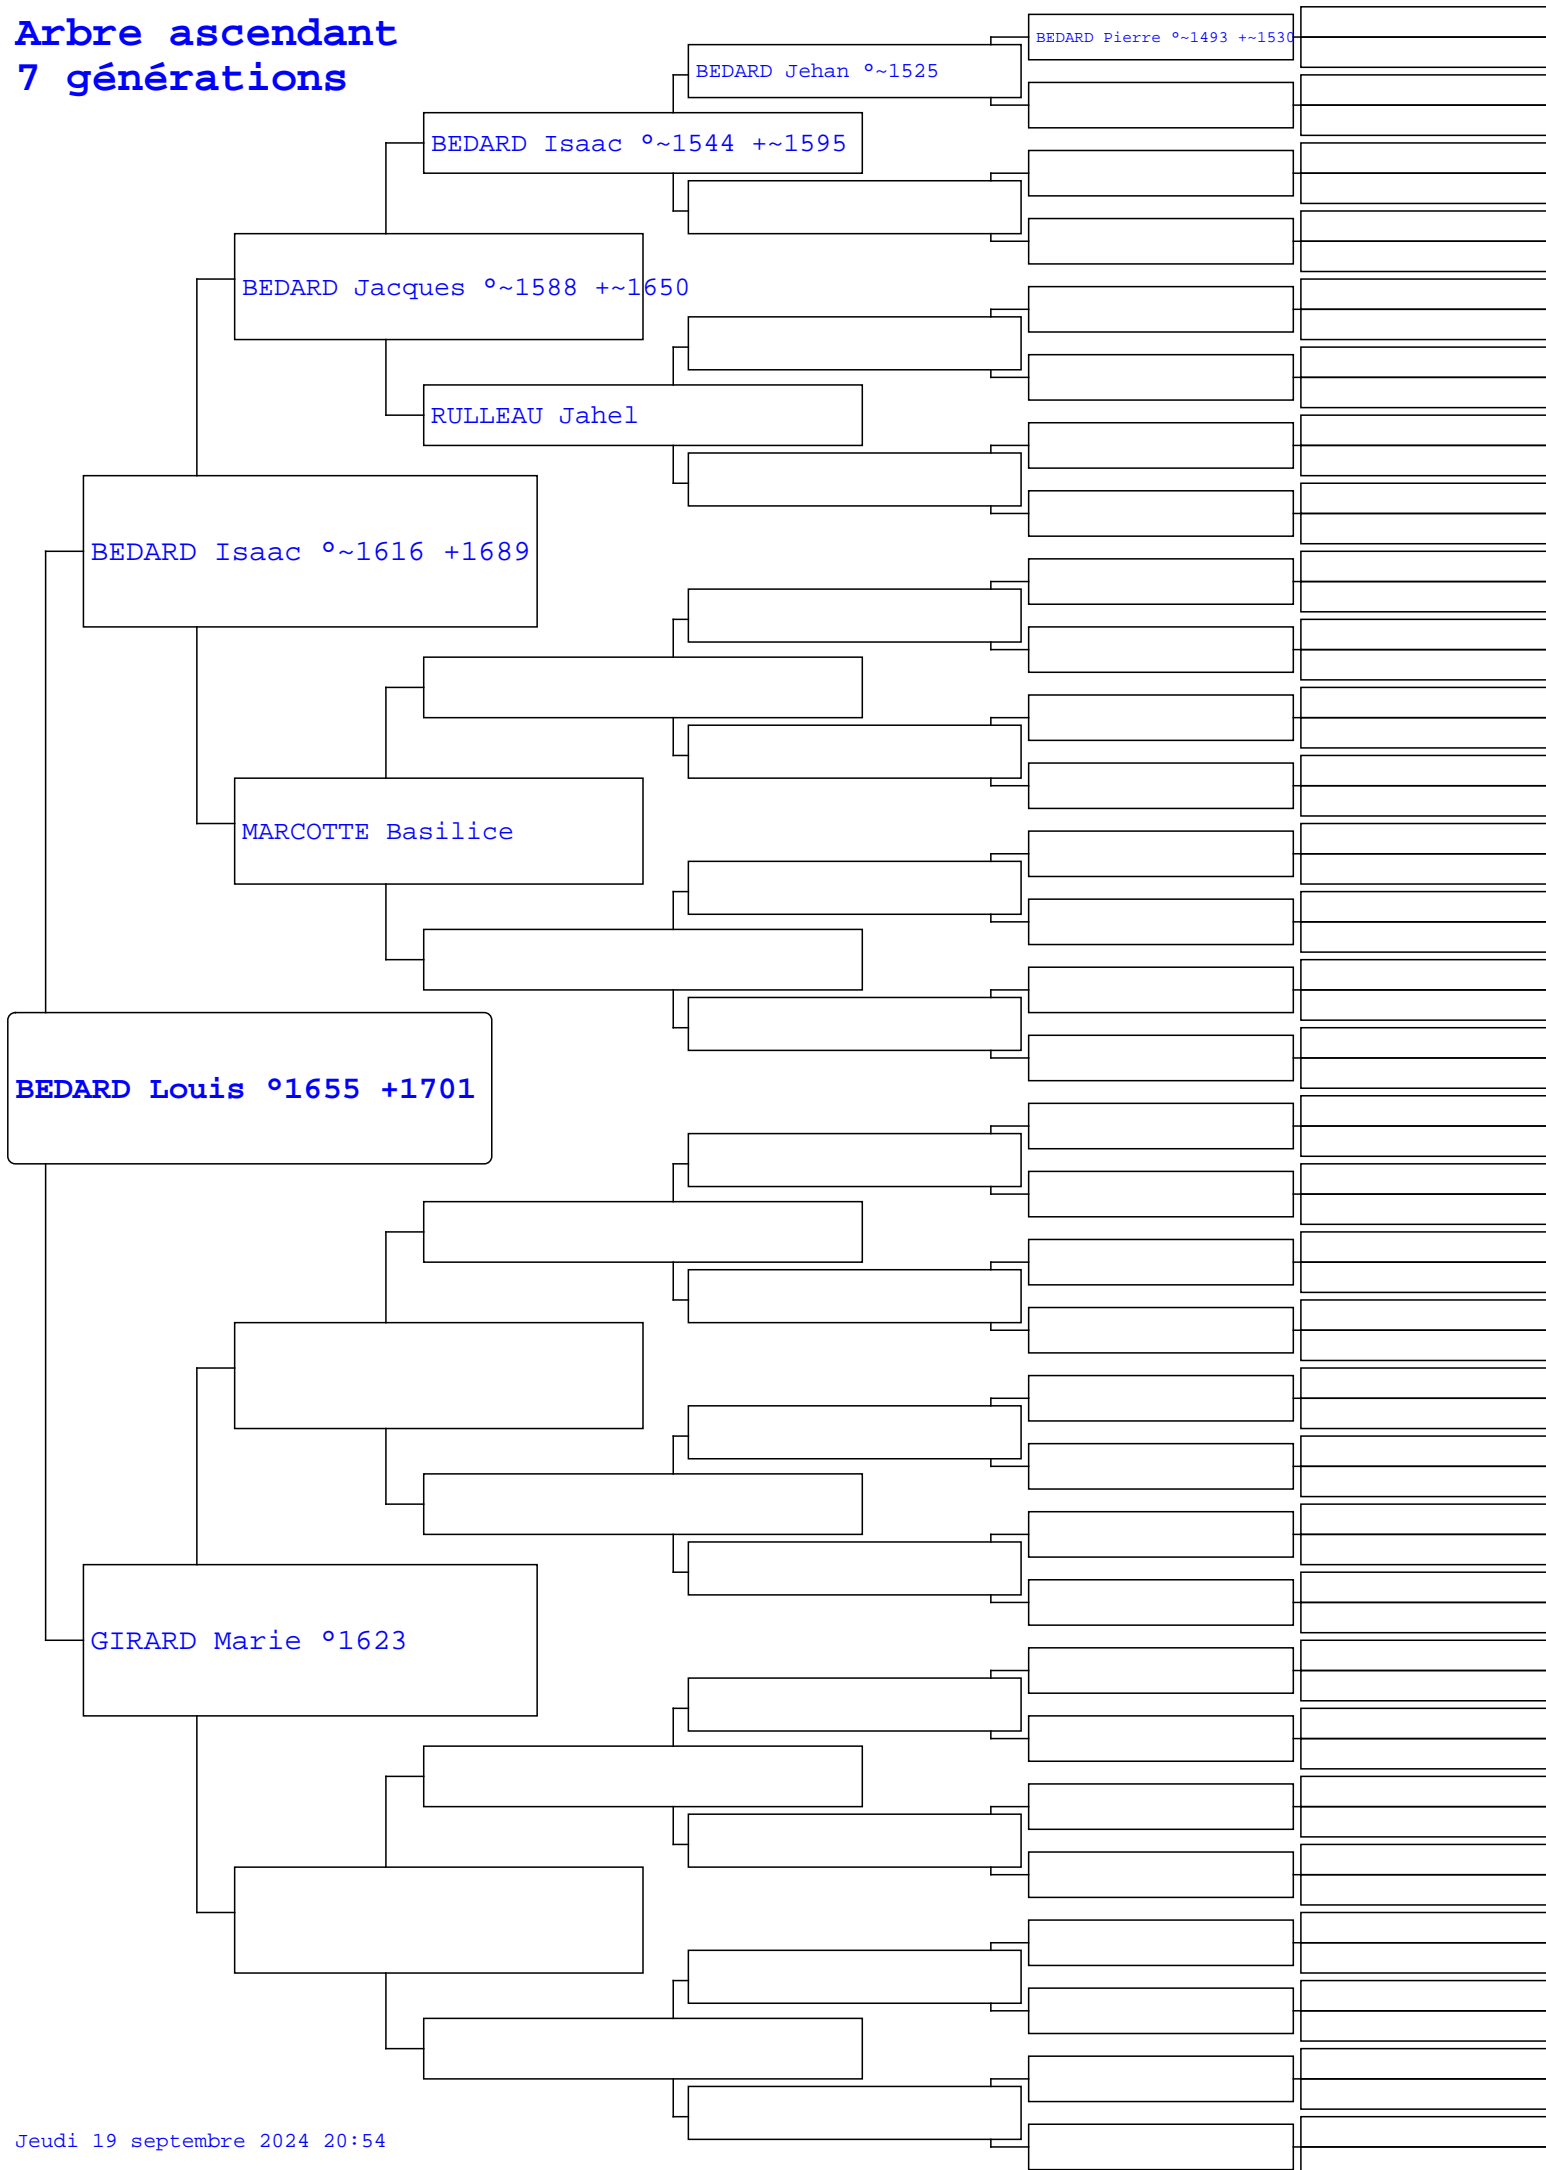 Arbre ascendant
7 générations
BEDARD Pierre °~1493 +~1530
BEDARD Jehan °~1525
BEDARD Isaac °~1544 +~1595
BEDARD Jacques °~1588 +~1650
RULLEAU Jahel
BEDARD Isaac °~1616 +1689
MARCOTTE Basilice
BEDARD Louis °1655 +1701
GIRARD Marie °1623
Jeudi 19 septembre 2024 20:54